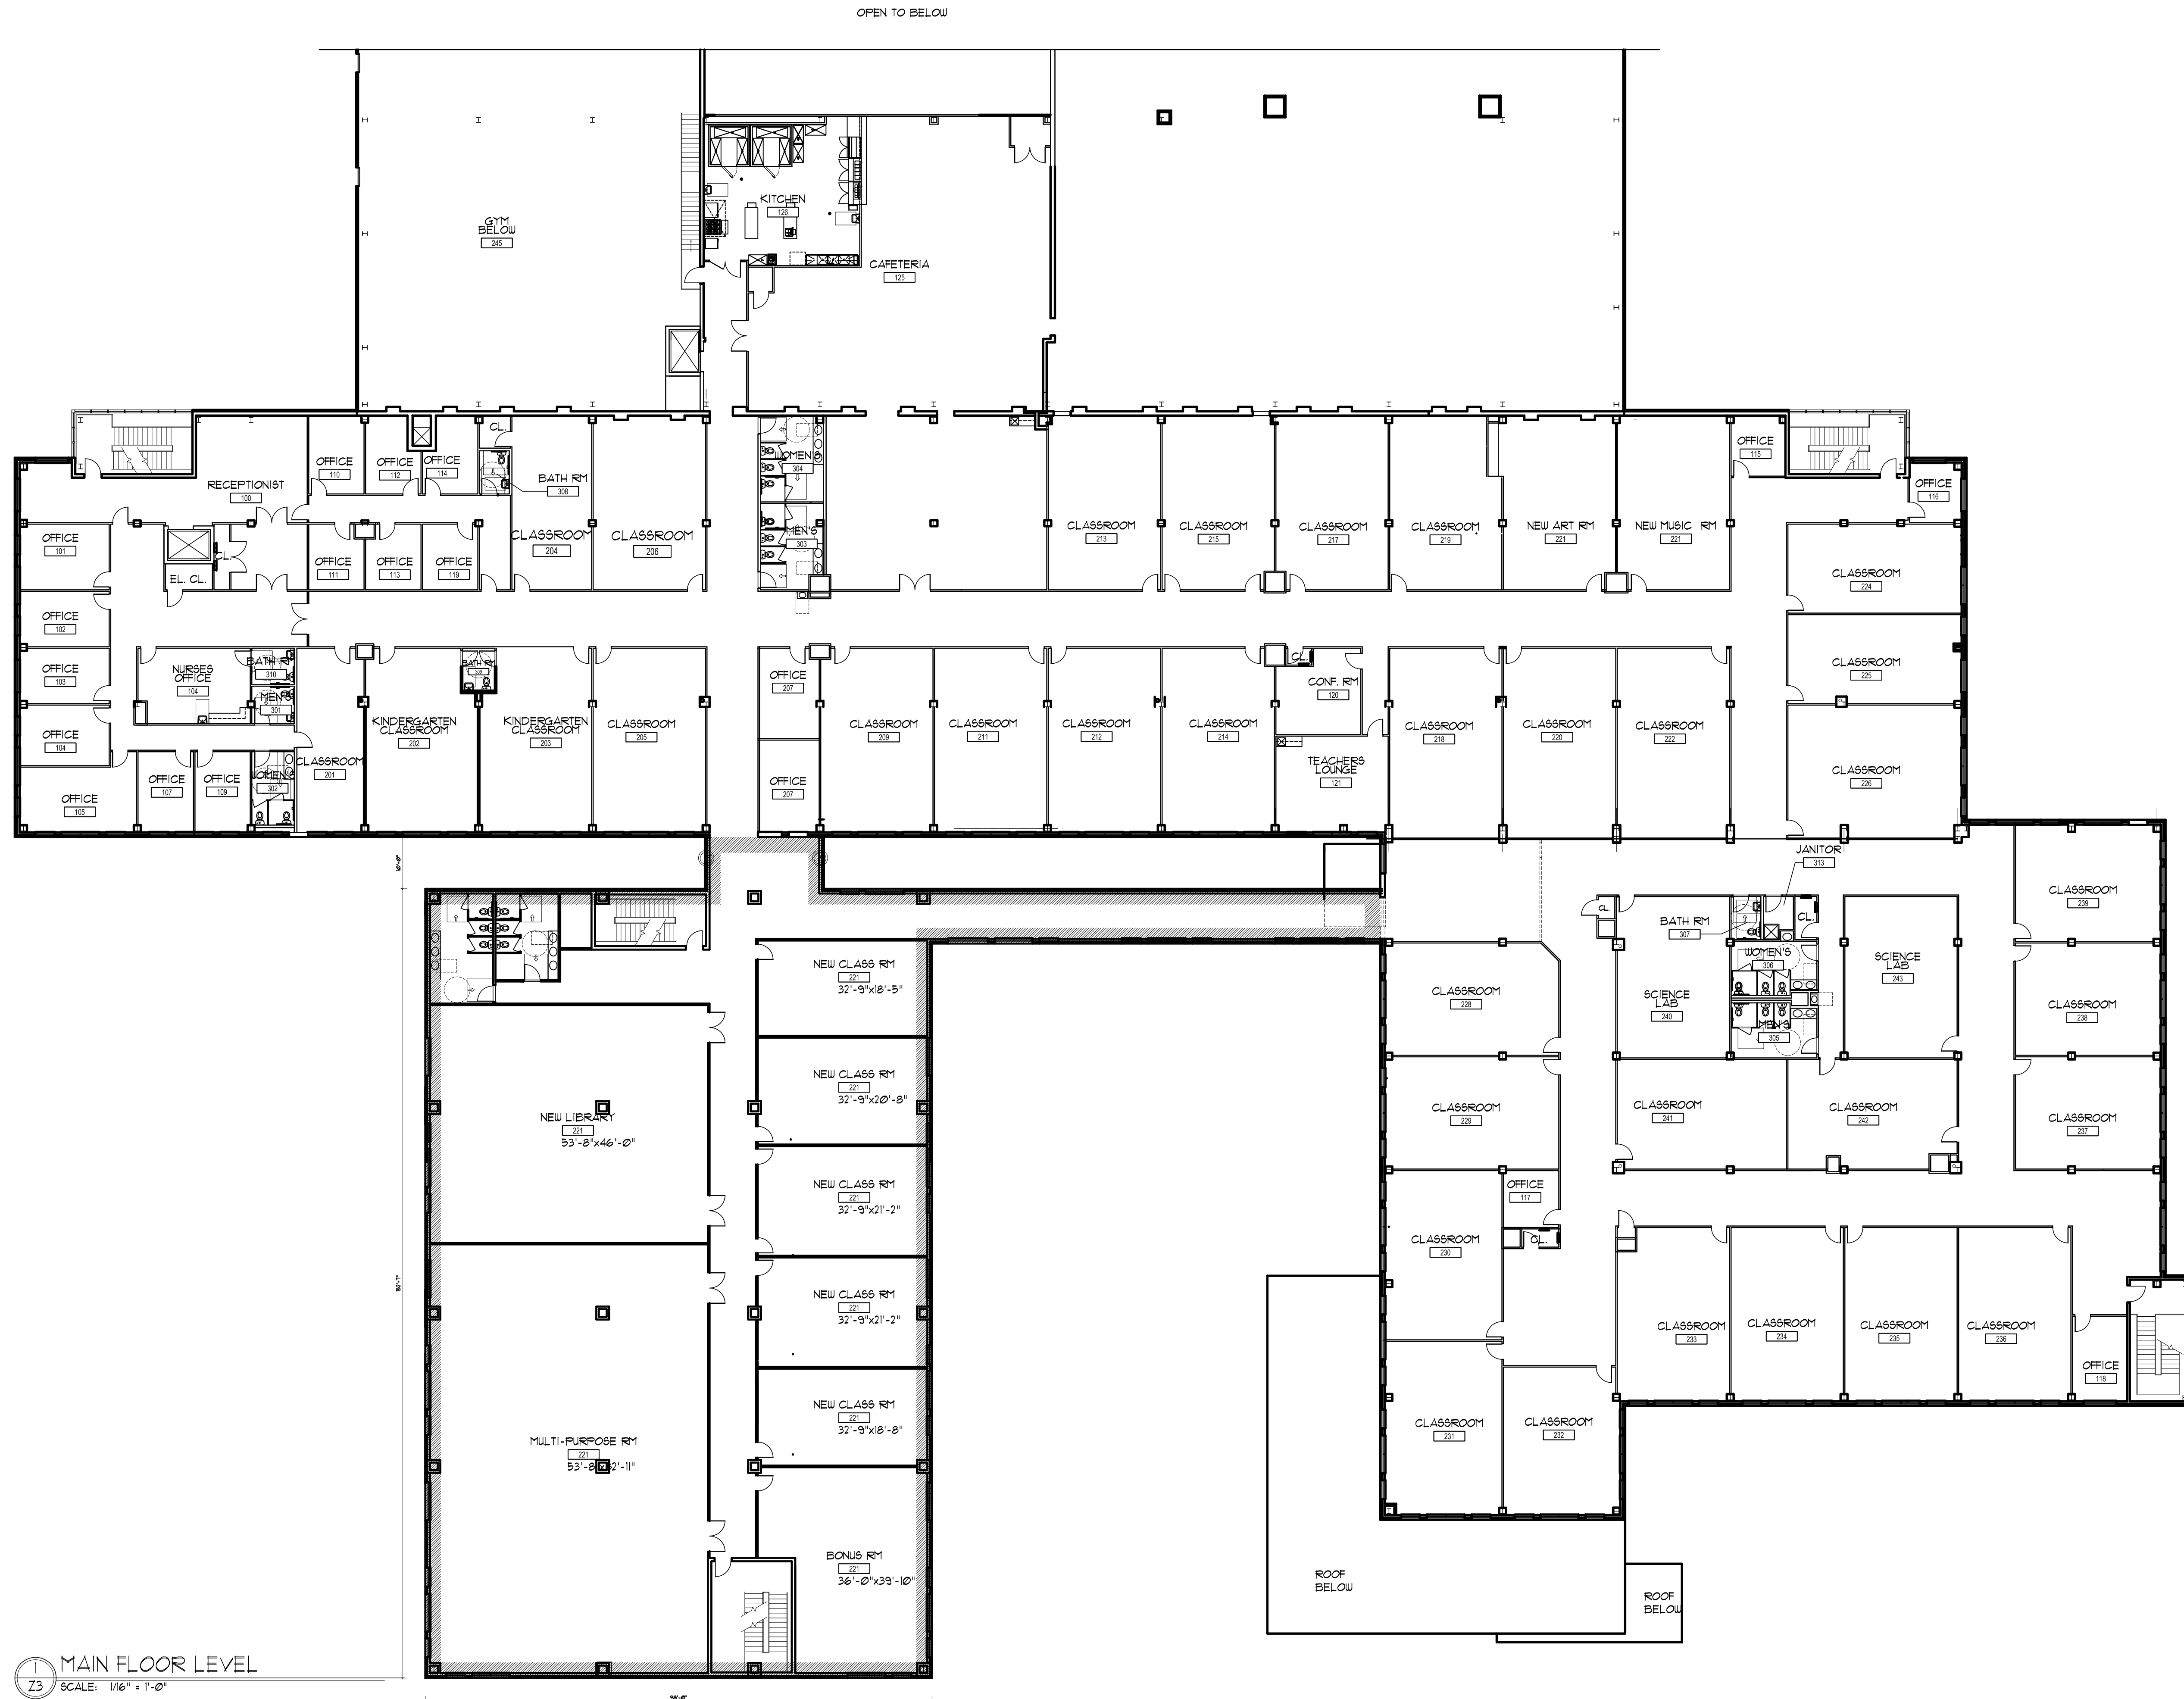 OPEN TO BELOW
KITCHEN
126
GYM
BELOW
245
CAFETERIA
125
CL.
OFFICE
110
OFFICE
112
OFFICE
114
BATH RM
308
WOMEN'S
304
OFFICE
115
RECEPTIONIST
100
OFFICE
116
OFFICE
101
CL.
EL. CL.
OFFICE
111
OFFICE
113
OFFICE
119
CLASSROOM
204
CLASSROOM
206
MEN'S
303
CLASSROOM
213
CLASSROOM
215
CLASSROOM
217
CLASSROOM
219
NEW ART RM
221
NEW MUSIC RM
221
CLASSROOM
224
OFFICE
102
OFFICE
103
NURSES
OFFICE
104
BATH RM
310
MEN
301
BATH RM
309
OFFICE
207
CL.
CONF. RM
120
CLASSROOM
225
OFFICE
104
KINDERGARTEN
CLASSROOM
202
KINDERGARTEN
CLASSROOM
203
CLASSROOM
205
CLASSROOM
209
CLASSROOM
211
CLASSROOM
212
CLASSROOM
214
CLASSROOM
218
CLASSROOM
220
CLASSROOM
222
OFFICE
105
OFFICE
107
OFFICE
109
WOMEN'S
302
CLASSROOM
201
OFFICE
207
TEACHERS
LOUNGE
121
CLASSROOM
226
JANITOR
313
CLASSROOM
239
CL.
BATH RM
307
CL.
WOMEN'S
306
SCIENCE
LAB
243
NEW CLASS RM
221
32'-9"x18'-5"
CLASSROOM
228
SCIENCE
LAB
240
MEN'S
305
CLASSROOM
238
NEW CLASS RM
221
32'-9"x20'-8"
NEW LIBRARY
221
53'-8"x46'-0"
CLASSROOM
229
CLASSROOM
241
CLASSROOM
242
CLASSROOM
237
NEW CLASS RM
221
32'-9"x21'-2"
OFFICE
117
CLASSROOM
230
CL.
NEW CLASS RM
221
32'-9"x21'-2"
CLASSROOM
233
CLASSROOM
234
CLASSROOM
235
CLASSROOM
236
OFFICE
118
NEW CLASS RM
221
32'-9"x18'-8"
MULTI-PURPOSE RM
221
CLASSROOM
231
CLASSROOM
232
BONUS RM
221
36'-0"x39'-10"
ROOF
BELOW
ROOF
BELOW
1
Z3
MAIN FLOOR LEVEL
SCALE: 1/16" = 1'-0"